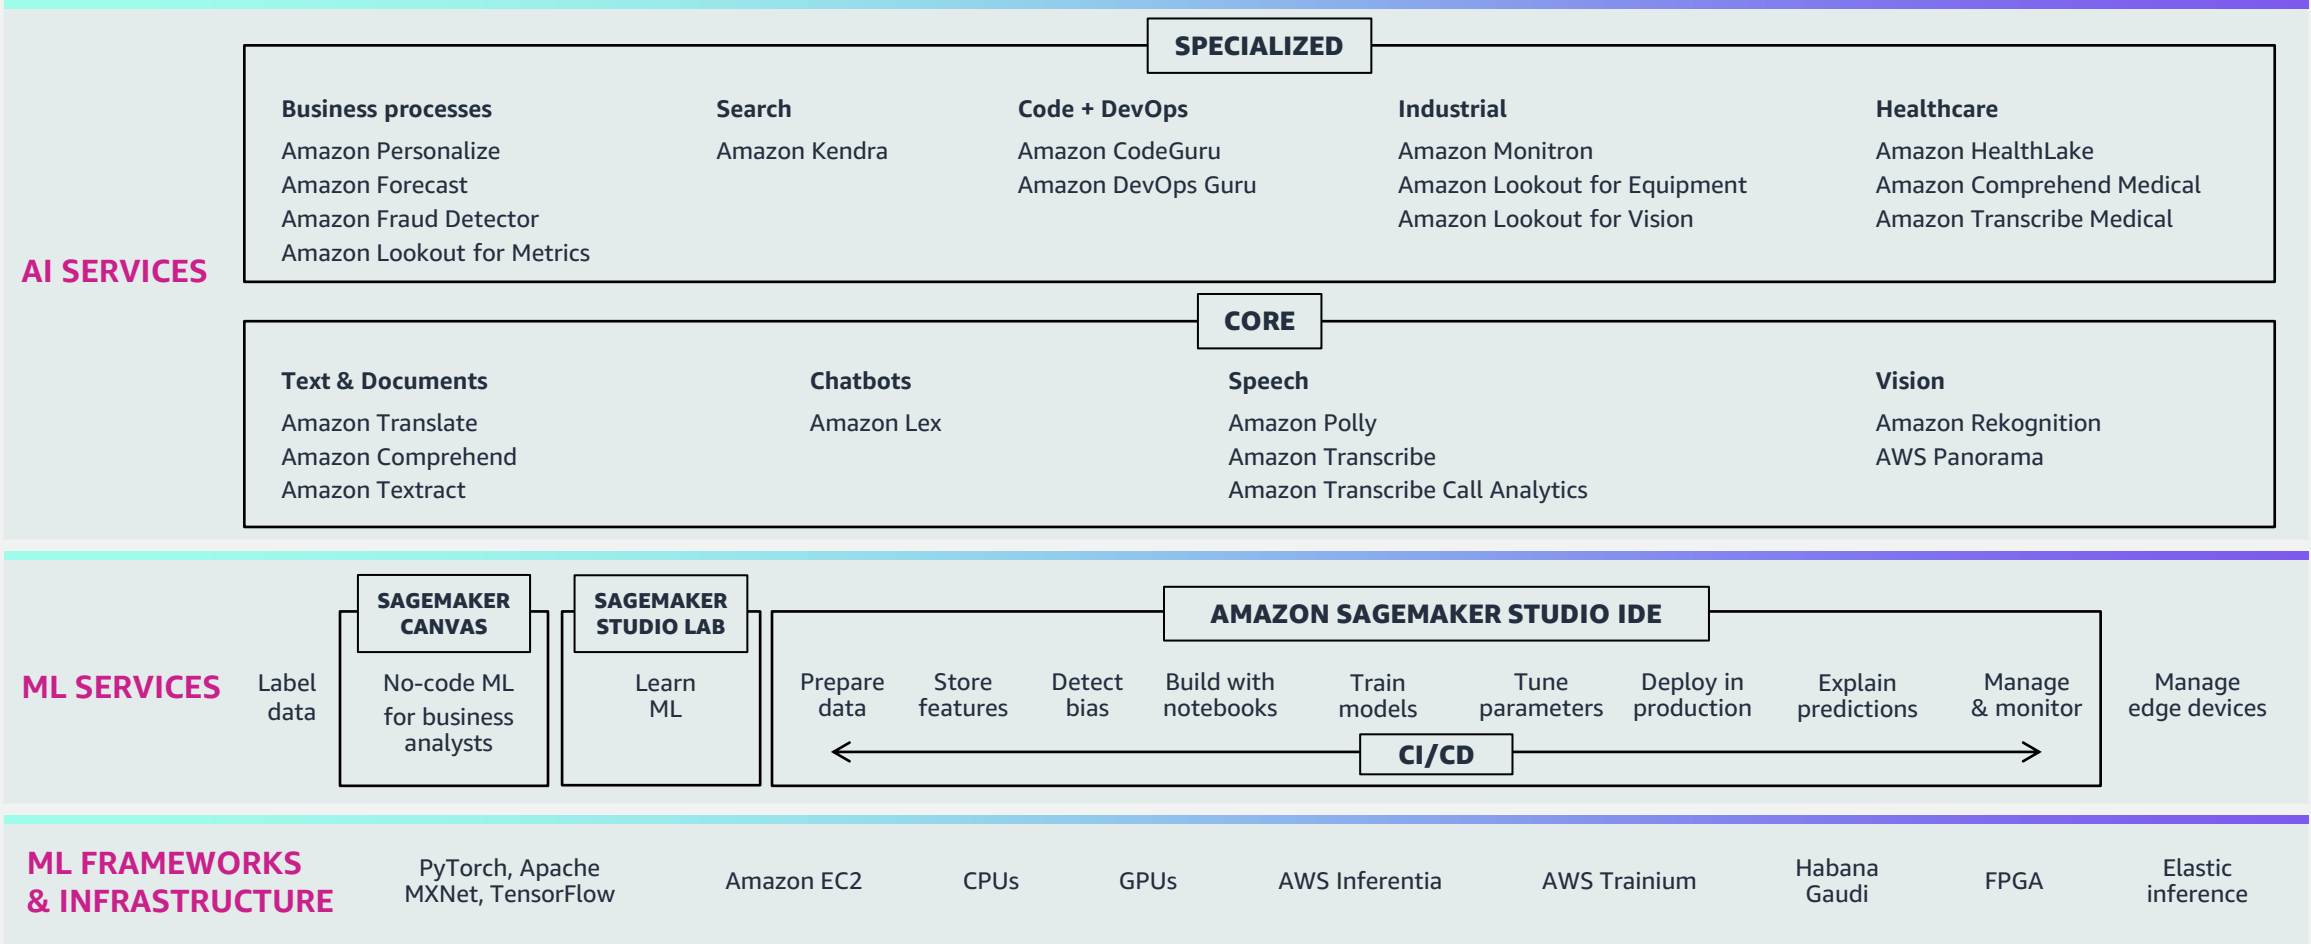 SPECIALIZED
Business processes
Amazon Personalize
Amazon Forecast
Amazon Fraud Detector
Amazon Lookout for Metrics
Search
Amazon Kendra
Code + DevOps
Amazon CodeGuru
Amazon DevOps Guru
Industrial
Amazon Monitron
Amazon Lookout for Equipment
Amazon Lookout for Vision
Healthcare
Amazon HealthLake
Amazon Comprehend Medical
Amazon Transcribe Medical
AI SERVICES
CORE
Text & Documents
Amazon Translate
Amazon Comprehend
Amazon Textract
Chatbots
Amazon Lex
Speech
Amazon Polly
Amazon Transcribe
Amazon Transcribe Call Analytics
Vision
Amazon Rekognition
AWS Panorama
ML SERVICES
Label
data
SAGEMAKER
CANVAS
No-code ML
for business
analysts
SAGEMAKER
STUDIO LAB
Learn
ML
AMAZON SAGEMAKER STUDIO IDE
Prepare
data
Store
features
Detect
bias
Build with
notebooks
Train
models
Tune
parameters
Deploy in
production
Explain
predictions
Manage
& monitor
CI/CD
Manage
edge devices
ML FRAMEWORKS
& INFRASTRUCTURE
PyTorch, Apache
MXNet, TensorFlow
Amazon EC2
CPUs
GPUs
AWS Inferentia
AWS Trainium
Habana
Gaudi
FPGA
Elastic
inference